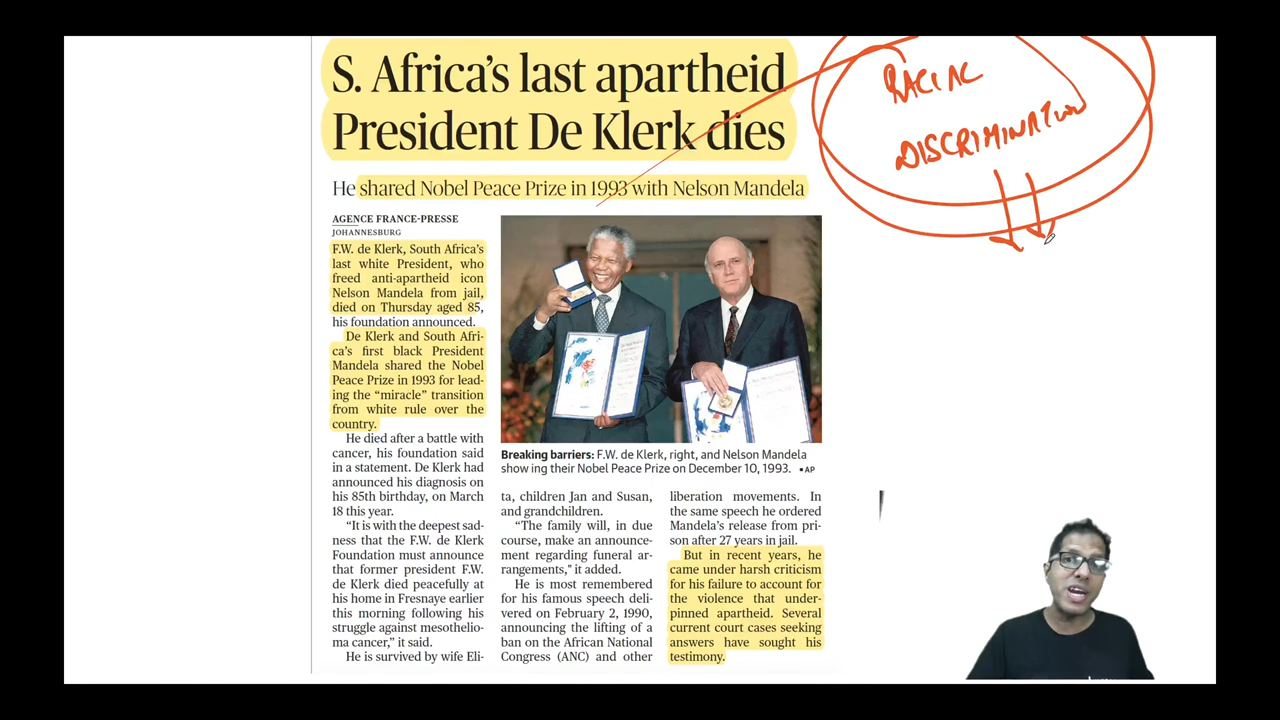 S. Africa's last apartheid
President De Klerk dies
He shared Nobel Peace Prize in 1993 with Nelson Mandela
AGENCE FRANCE-PRESSE
JOHANNESBURG
F.W. de Klerk, South Africa's
last white President, who
freed anti-apartheid icon
Nelson Mandela from jail,
died on Thursday aged 85,
his foundation announced.
De Klerk and South Afri-
ca's first black President
Mandela shared the Nobel
Peace Prize in 1993 for lead-
ing the “miracle” transition
from white rule over the
country.
He died after a battle with
cancer, his foundation said
in a statement. De Klerk had
announced his diagnosis on
his 85th birthday, on March
18 this year.
“It is with the deepest sad-
ness that the F.W. de Klerk
Foundation must announce
that former president F.W.
de Klerk died peacefully at
his home in Fresnaye earlier
this morning following his
struggle against mesothelio-
ma cancer,” it said.
He is survived by wife Eli-
Breaking barriers: F.W. de Klerk, right, and Nelson Mandela
show ing their Nobel Peace Prize on December 10, 1993. ▪ AP
ta, children Jan and Susan,
and grandchildren.
“The family will, in due
course, make an announce-
ment regarding funeral ar-
rangements," it added.
He is most remembered
for his famous speech deli-
vered on February 2, 1990,
announcing the lifting of a
ban on the African National
Congress (ANC) and other
liberation movements. In
the same speech he ordered
Mandela's release from pri-
son after 27 years in jail.
But in recent years, he
came under harsh criticism
for his failure to account for
the violence that under-
pinned apartheid. Several
current court cases seeking
answers have sought his
testimony.
RACIAL
DISCRIMINATION